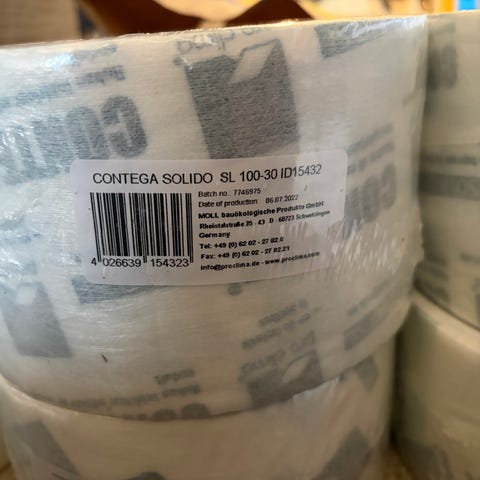 CONTEGA SOLIDO SL 100-30 ID15432
Batch no.: 7746975
Date of production 06.07.2022
MOLL bauökologische Produkte GmbH
Rheintalstraße 35 - 43 D - 68723 Schwetzingen
Germany
Tel: +49 (0) 62 02 - 27 82.0
Fax: +49 (0) 62 02 - 27 82.21
info@proclima.de - www.proclima.com
4 026639 154323